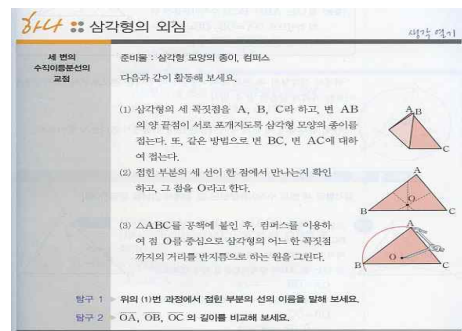 하나 삼각형의 외심
생각 열기
세 변의
수직이등분선의
교점
준비물 : 삼각형 모양의 종이, 컴퍼스
다음과 같이 활동해 보세요.
(1) 삼각형의 세 꼭짓점을 A, B, C라 하고, 변 AB
의 양 끝점이 서로 포개지도록 삼각형 모양의 종이를
접는다. 또, 같은 방법으로 변 BC, 변 AC에 대하
여 접는다.
A,B
C
(2) 접힌 부분의 세 선이 한 점에서 만나는지 확인
하고, 그 점을 O라고 한다.
A
O
B
C
(3) △ABC를 공책에 붙인 후, 컴퍼스를 이용하
여 점 O를 중심으로 삼각형의 어느 한 꼭짓점
까지의 거리를 반지름으로 하는 원을 그린다.
A
O
B
C
탐구 1 위의 (1)번 과정에서 접힌 부분의 선의 이름을 말해 보세요.
탐구 2 OA, OB, OC 의 길이를 비교해 보세요.